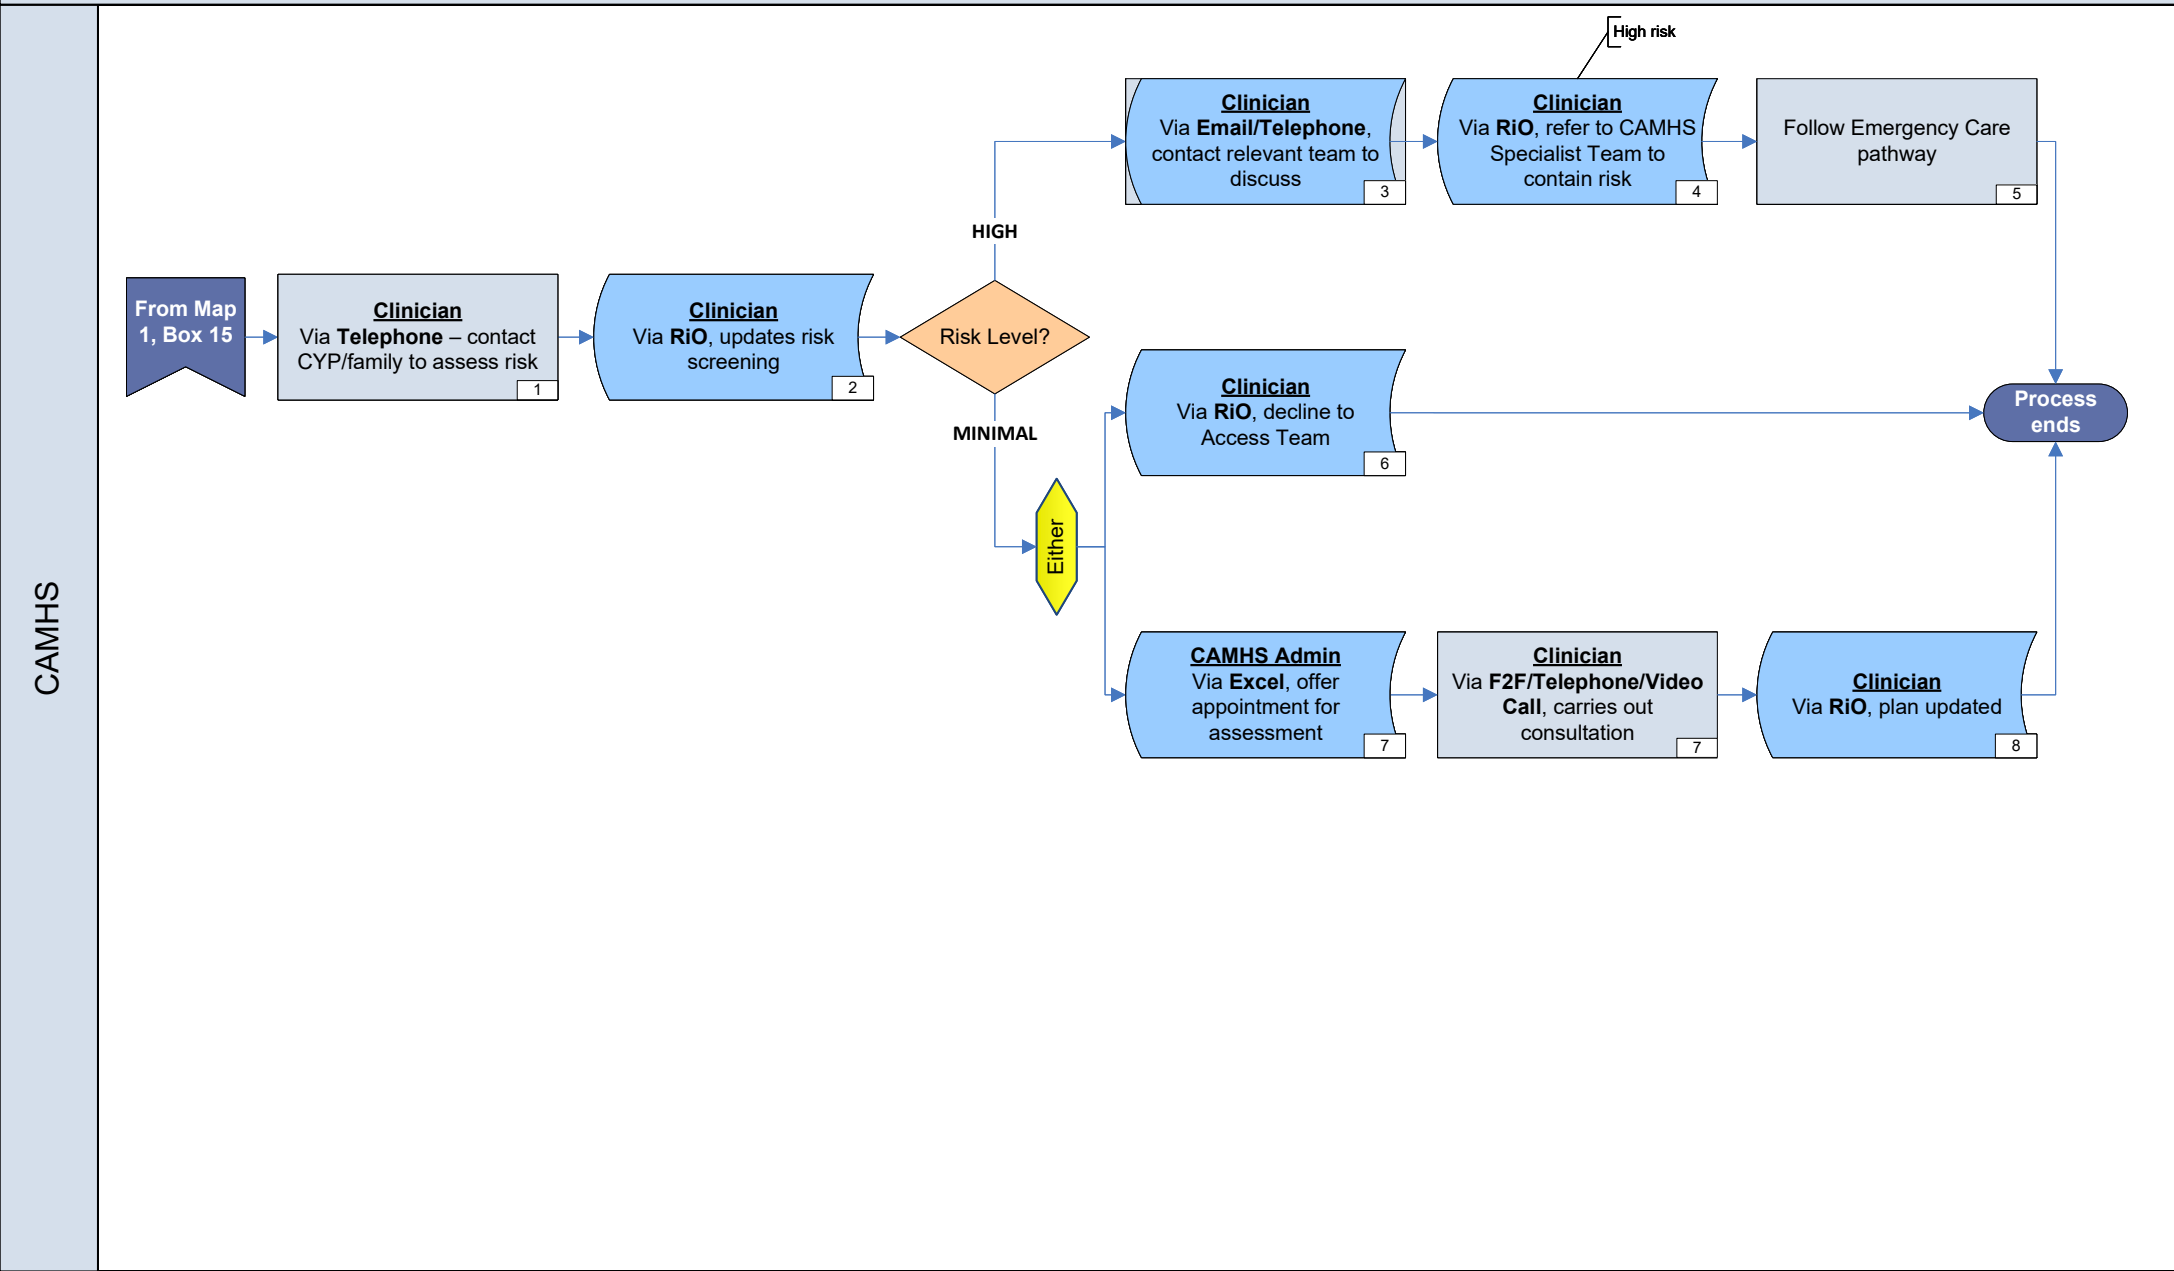 High risk
Clinician
Via Email/Telephone,
contact relevant team to
discuss
3
Clinician
Via RiO, refer to CAMHS
Specialist Team to
contain risk
4
Follow Emergency Care
pathway
5
HIGH
From Map
1, Box 15
Clinician
Via Telephone – contact
CYP/family to assess risk
1
Clinician
Via RiO, updates risk
screening
2
Risk Level?
MINIMAL
Clinician
Via RiO, decline to
Access Team
6
Process
ends
Either
CAMHS Admin
Via Excel, offer
appointment for
assessment
7
Clinician
Via F2F/Telephone/Video
Call, carries out
consultation
7
Clinician
Via RiO, plan updated
8
CAMHS